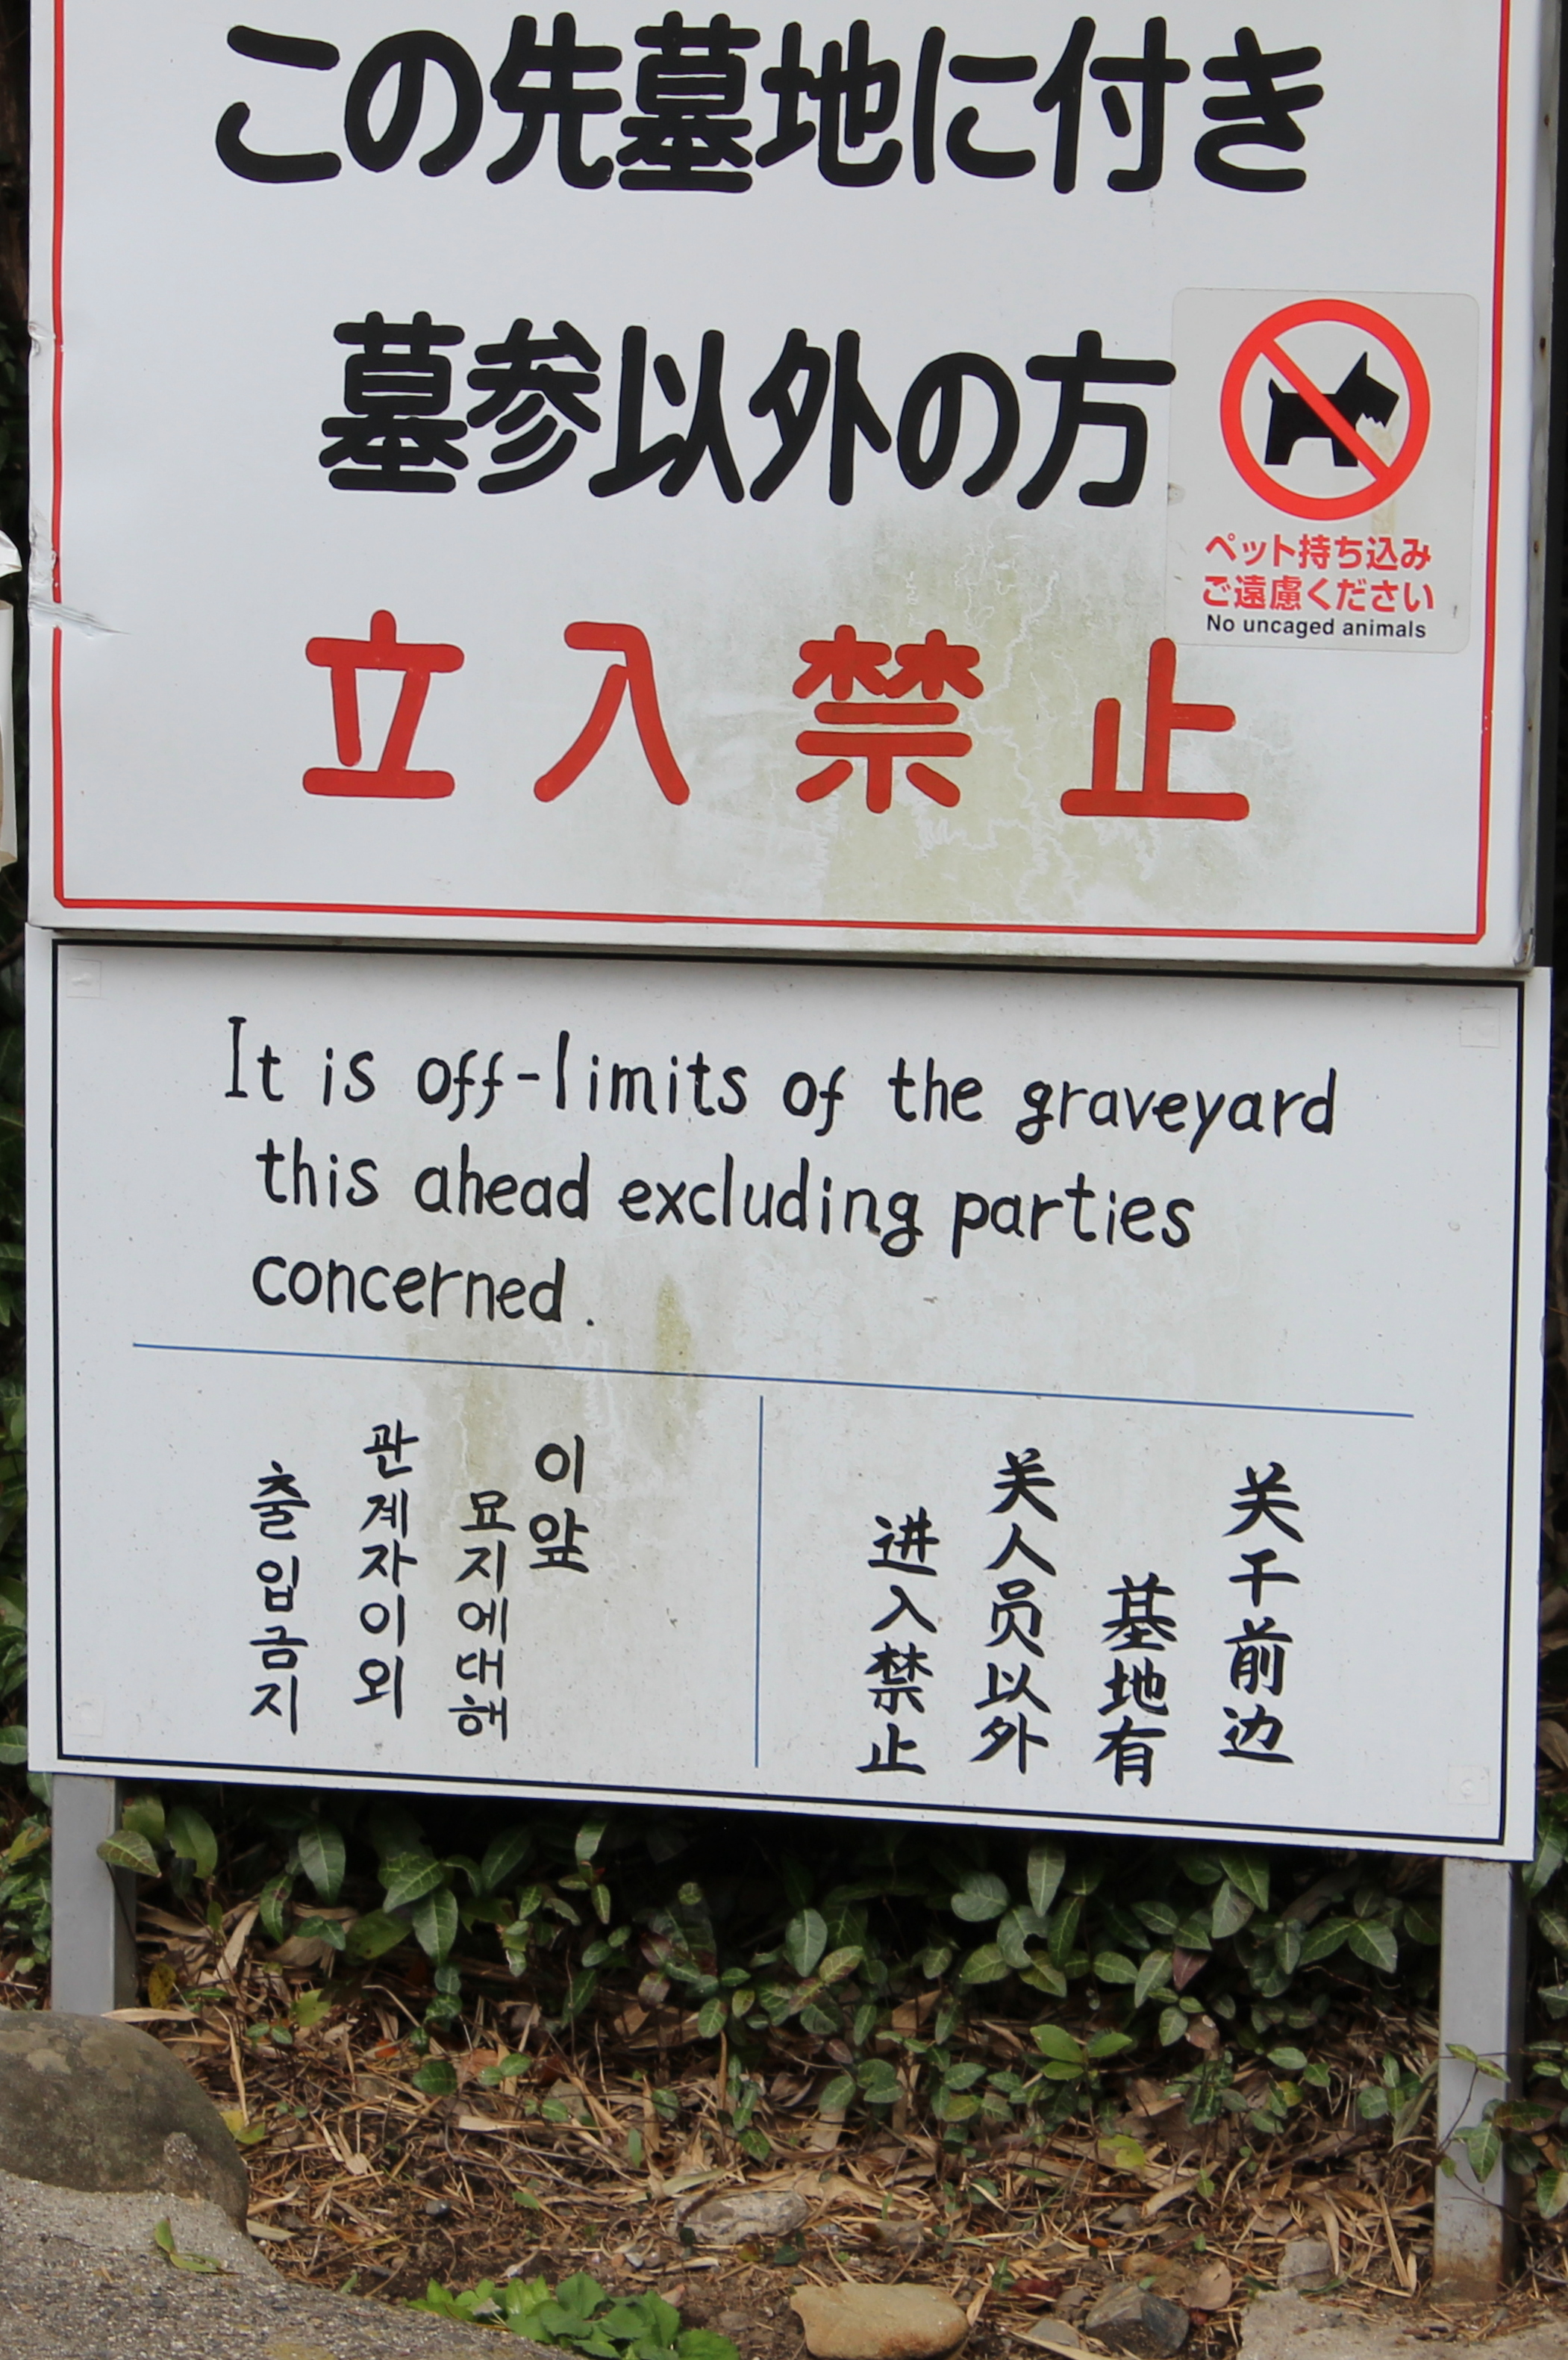 この先墓地に付き
墓参以外の方
立入禁止
ペット持ち込み
ご遠慮ください
No uncaged animals
It is off-limits of the graveyard
this ahead excluding parties
concerned.
关于前边
基地有
关人员以外
进入禁止
이앞
묘지에대해
관계자이외
출입금지